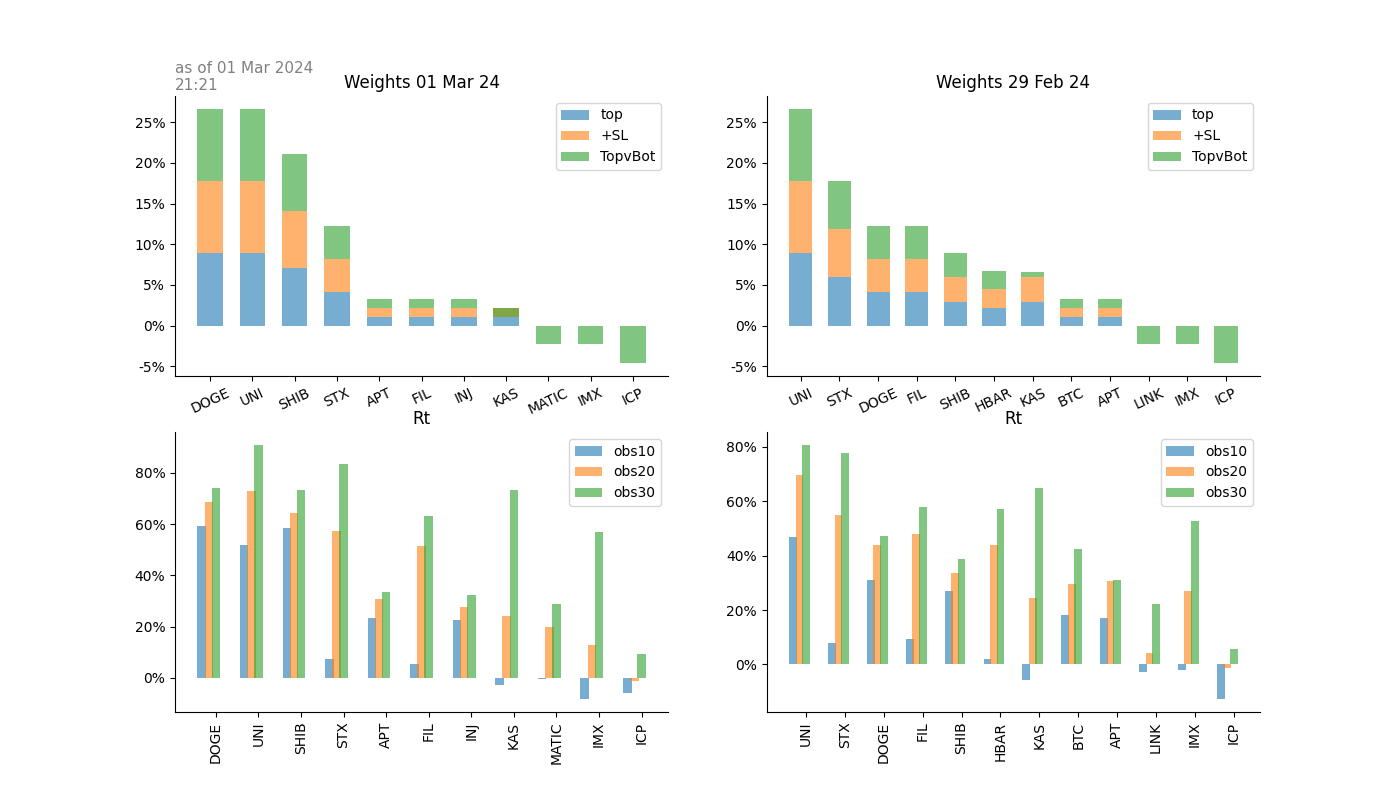 as of 01 Mar 2024
21:21
Weights 01 Mar 24
25%
20%
15%
10%
5%
0%
-5%
top
+SL
TopvBot
DOGE UNI SHIB STX APT FIL INJ KAS MATIC IMX ICP
Weights 29 Feb 24
25%
20%
15%
10%
5%
0%
-5%
top
+SL
TopvBot
UNI STX DOGE FIL SHIB HBAR KAS BTC APT LINK IMX ICP
Rt
80%
60%
40%
20%
0%
obs10
obs20
obs30
DOGE UNI SHIB STX APT FIL INJ KAS MATIC IMX ICP
Rt
80%
60%
40%
20%
0%
obs10
obs20
obs30
UNI STX DOGE FIL SHIB HBAR KAS BTC APT LINK IMX ICP